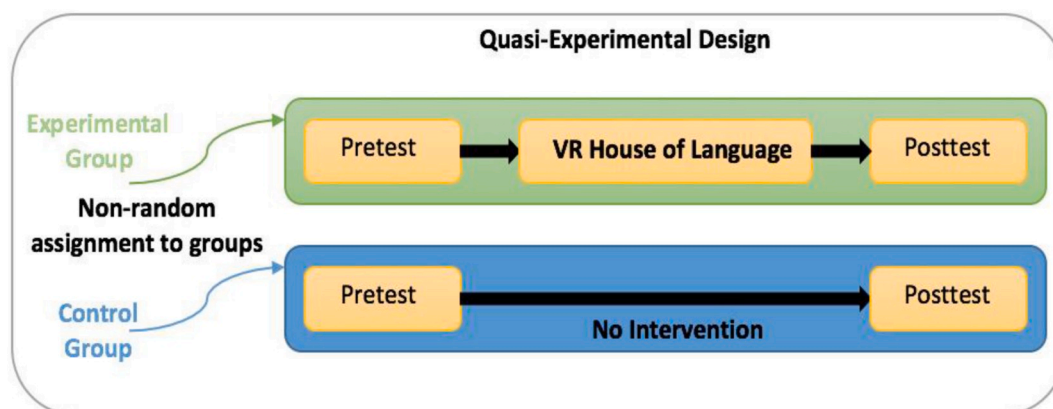 Quasi-Experimental Design
Experimental
Group
Pretest
VR House of Language
Posttest
Non-random
assignment to groups
Control
Group
Pretest
No Intervention
Posttest